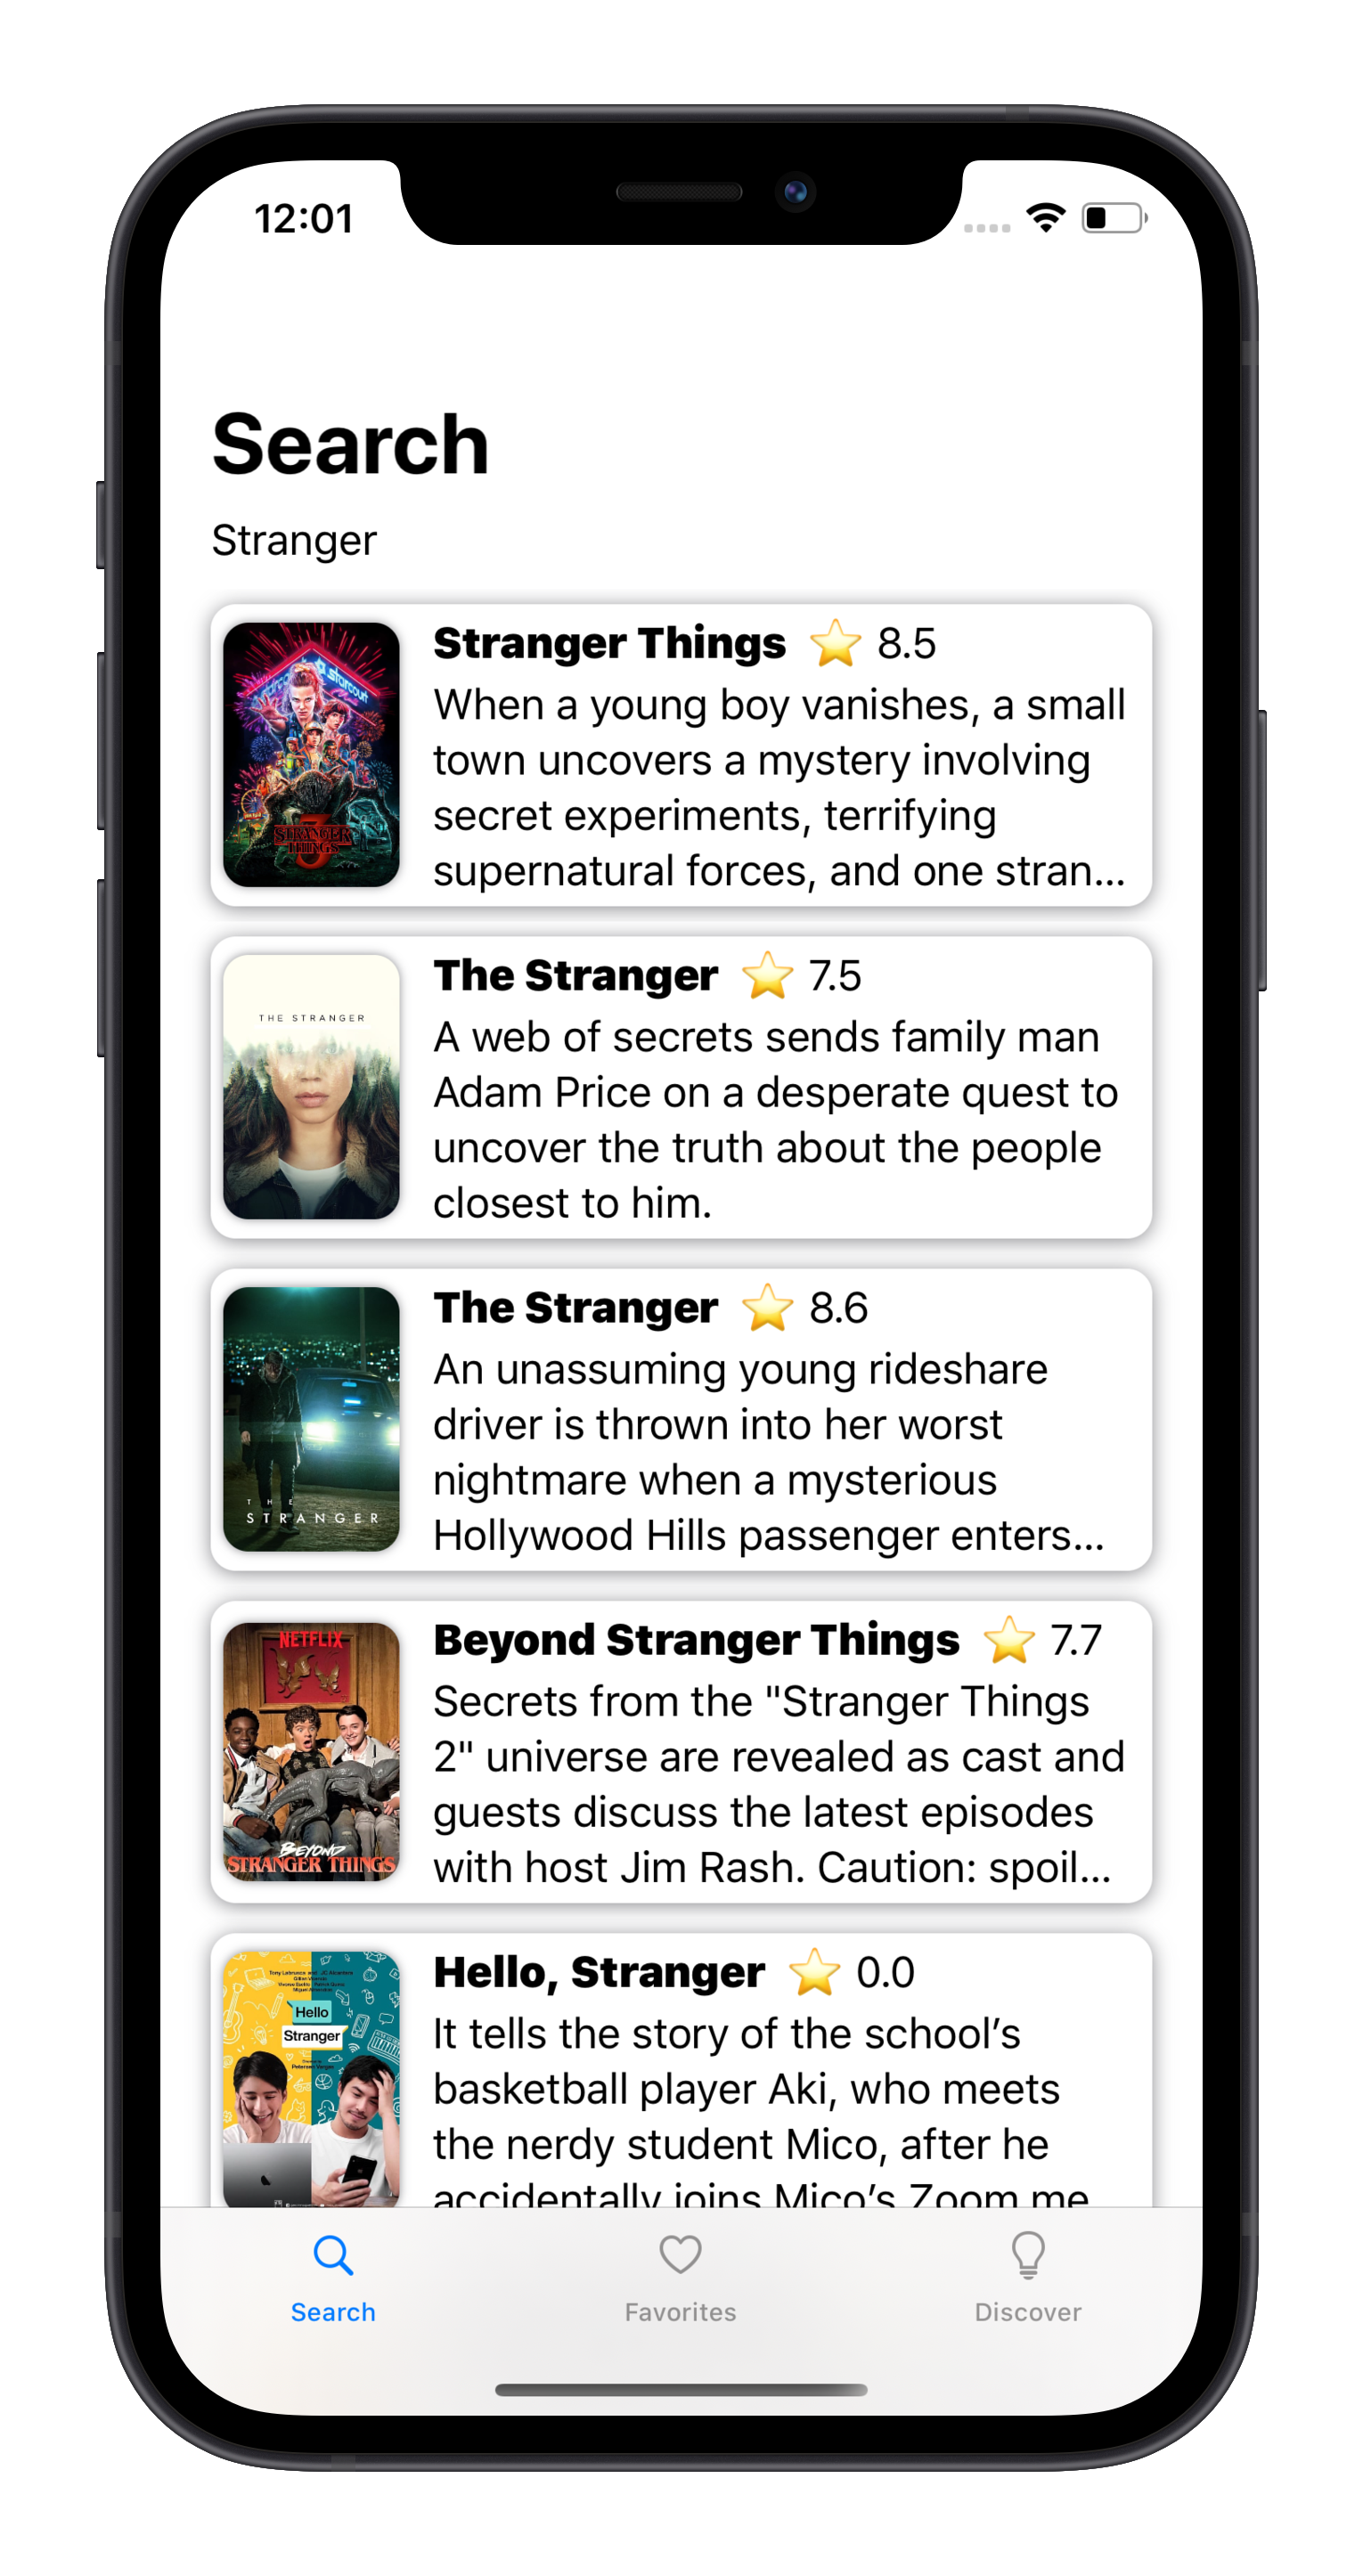 12:01
Search
Stranger
Stranger Things ⭐ 8.5
When a young boy vanishes, a small
town uncovers a mystery involving
secret experiments, terrifying
supernatural forces, and one stran...
starcourt
STRANGER
THINGS
3
The Stranger ⭐ 7.5
A web of secrets sends family man
Adam Price on a desperate quest to
uncover the truth about the people
closest to him.
THE STRANGER
The Stranger ⭐ 8.6
An unassuming young rideshare
driver is thrown into her worst
nightmare when a mysterious
Hollywood Hills passenger enters...
THE
STRANGER
Beyond Stranger Things ⭐ 7.7
Secrets from the "Stranger Things
2" universe are revealed as cast and
guests discuss the latest episodes
with host Jim Rash. Caution: spoil...
NETFLIX
BEYOND
STRANGER THINGS
Hello, Stranger ⭐ 0.0
It tells the story of the school’s
basketball player Aki, who meets
the nerdy student Mico, after he
accidentally joins Mico’s Zoom me
Hello
Stranger
Search
Favorites
Discover